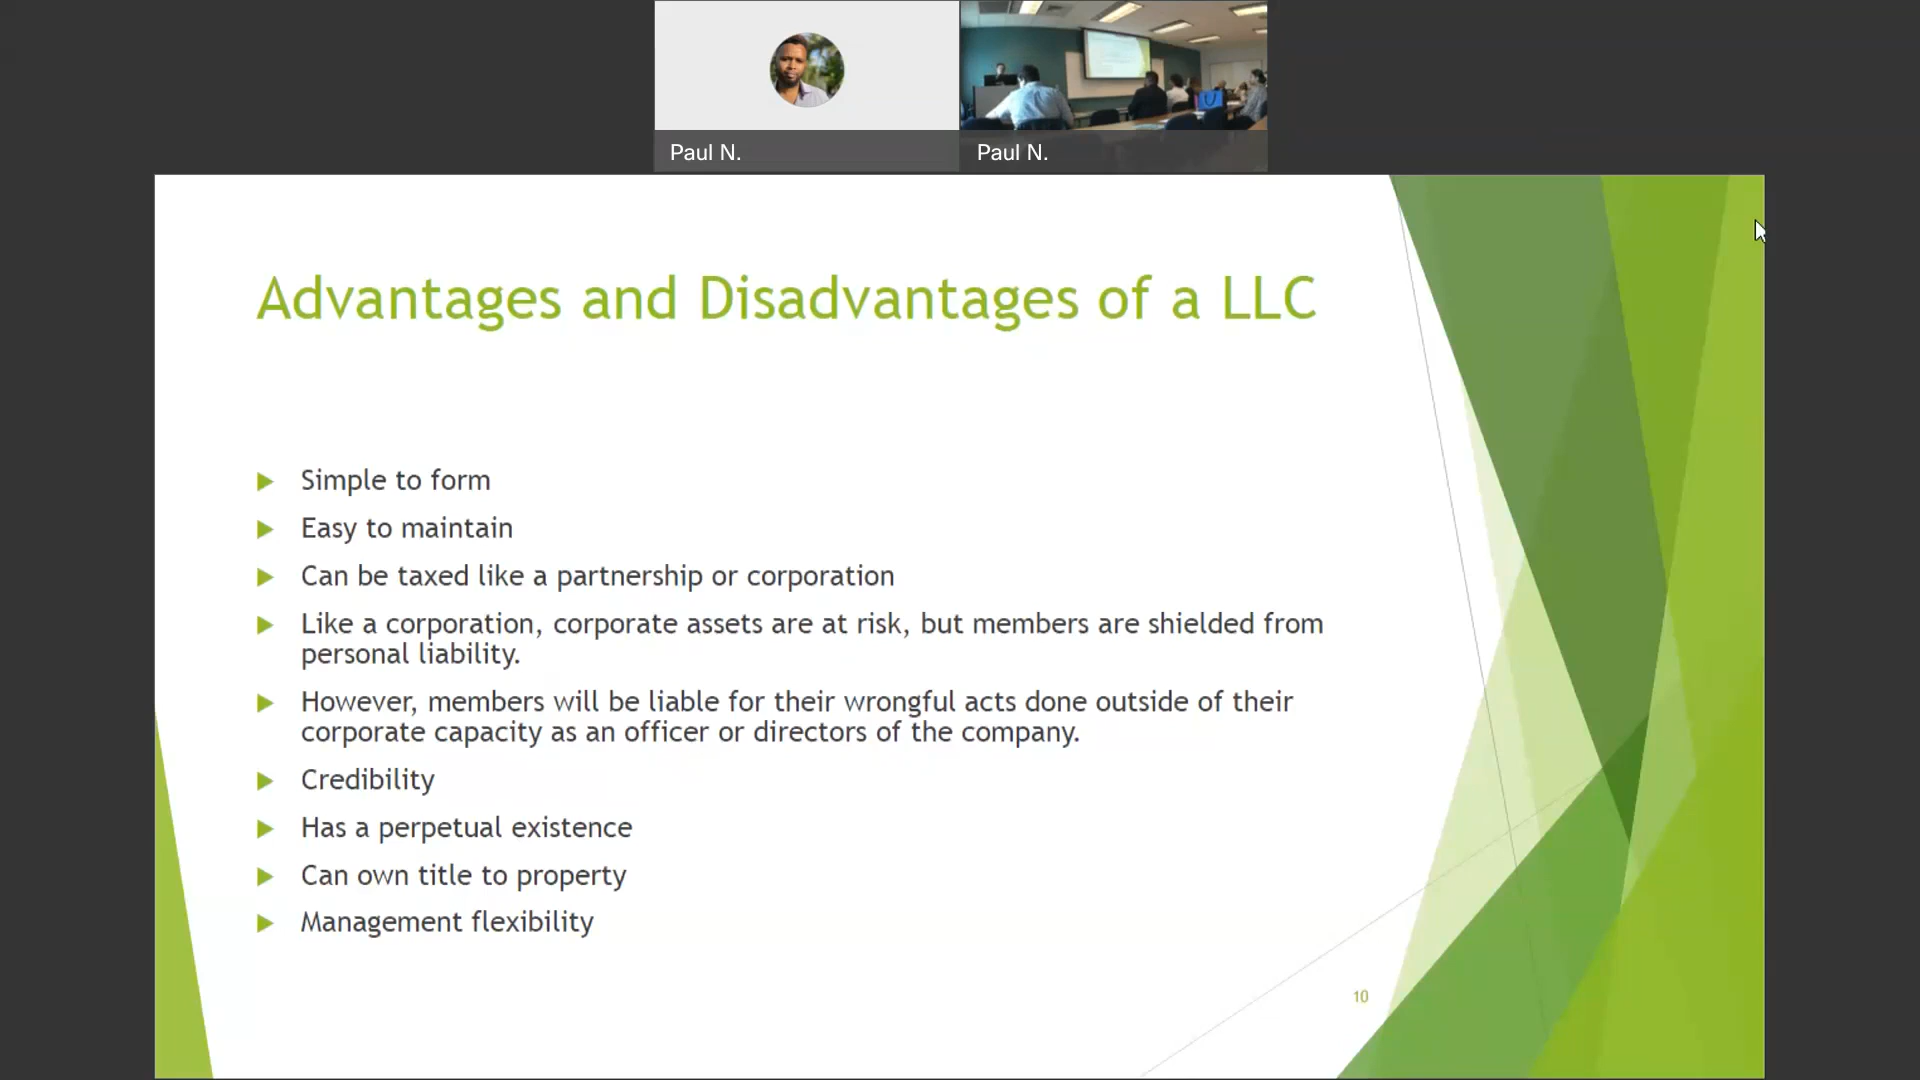 Paul N.
Paul N.
Advantages and Disadvantages of a LLC
Simple to form
Easy to maintain
Can be taxed like a partnership or corporation
Like a corporation, corporate assets are at risk, but members are shielded from
personal liability.
However, members will be liable for their wrongful acts done outside of their
corporate capacity as an officer or directors of the company.
Credibility
Has a perpetual existence
Can own title to property
Management flexibility
10